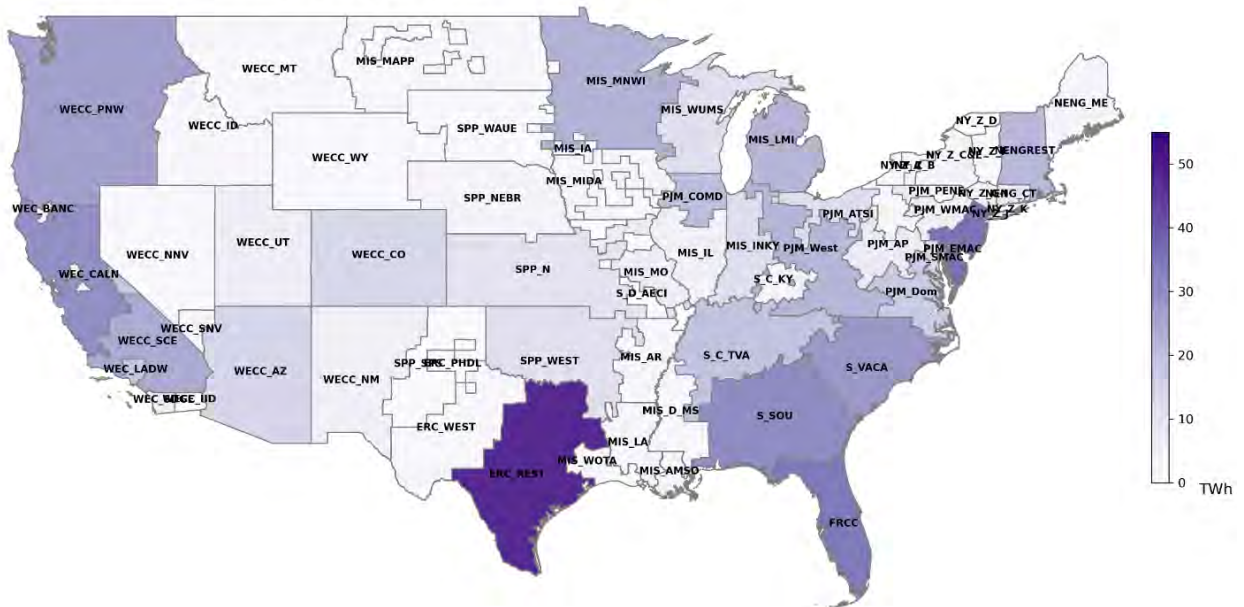 MIS_MAPP
WECC_MT
MIS_MNWI
WECC_PNW
MIS_WUMS
NENG_ME
NY_Z_D
WECC_ID
SPP_WAUE
MIS_LMI
MIS_IA
NENGREST
WECC_WY
NY_Z_C&E
MIS_MIDA
PJM_COMD
PJM_PENE
SPP_NEBR
WEC_BANC
PJM_ATSI
PJM_WMAC
NY_Z_K
WECC_UT
WECC_NNV
WECC_CO
MIS_IL
MIS_INKY
PJM_West
PJM_AP
PJM_EMAC
PJM_SMAC
WEC_CALN
SPP_N
MIS_MO
S_C_KY
S_D_AECI
PJM_Dom
WECC_SNV
WECC_SCE
SPP_WEST
MIS_AR
S_C_TVA
WEC_LADW
WECC_AZ
WECC_NM
S_VACA
MIS_D_MS
S_SOU
ERC_WEST
MIS_LA
MIS_WOTA
ERC_REST
MIS_AMSO
FRCC
50
40
30
20
10
0
TWh